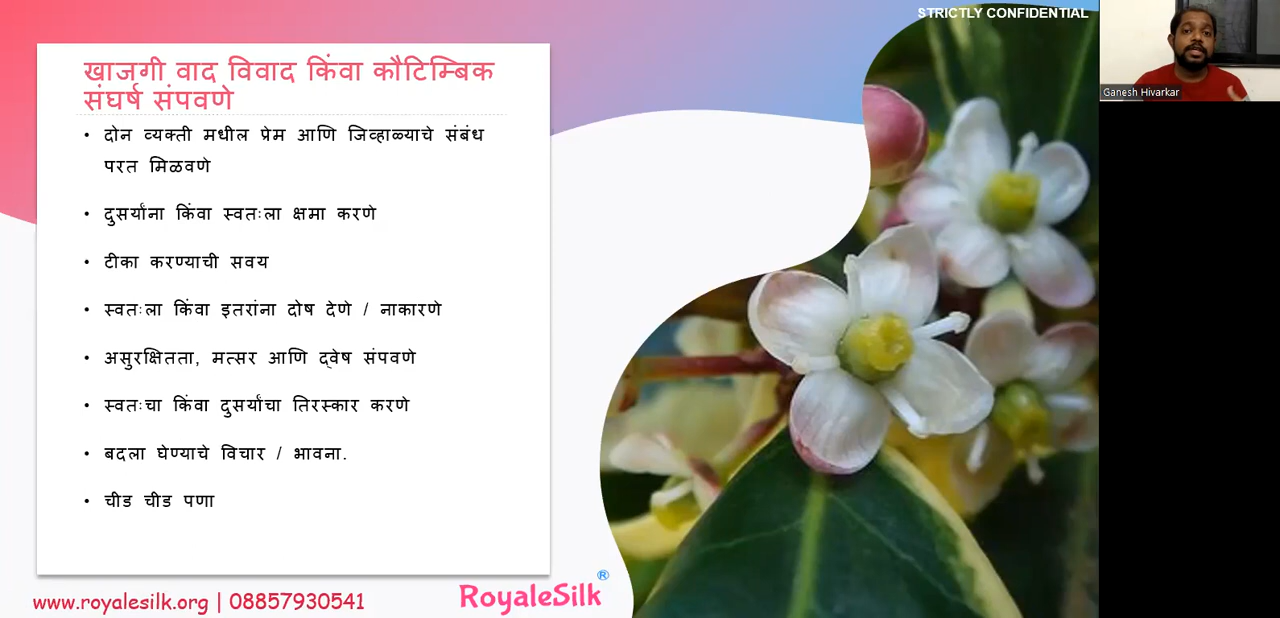 STRICTLY CONFIDENTIAL
Ganesh Hivarkar
खाजगी वाद विवाद किंवा कौटिम्बिक
संघर्ष संपवणे
• दोन व्यक्ती मधील प्रेम आणि जिव्हाळ्याचे संबंध
परत मिळवणे
• दुसर्यांना किंवा स्वतःला क्षमा करणे
• टीका करण्याची सवय
• स्वतःला किंवा इतरांना दोष देणे / नाकारणे
• असुरक्षितता, मत्सर आणि द्वेष संपवणे
• स्वतःचा किंवा दुसर्यांचा तिरस्कार करणे
• बदला घेण्याचे विचार / भावना.
• चीड चीड पणा
www.royalesilk.org | 08857930541
RoyaleSilk®